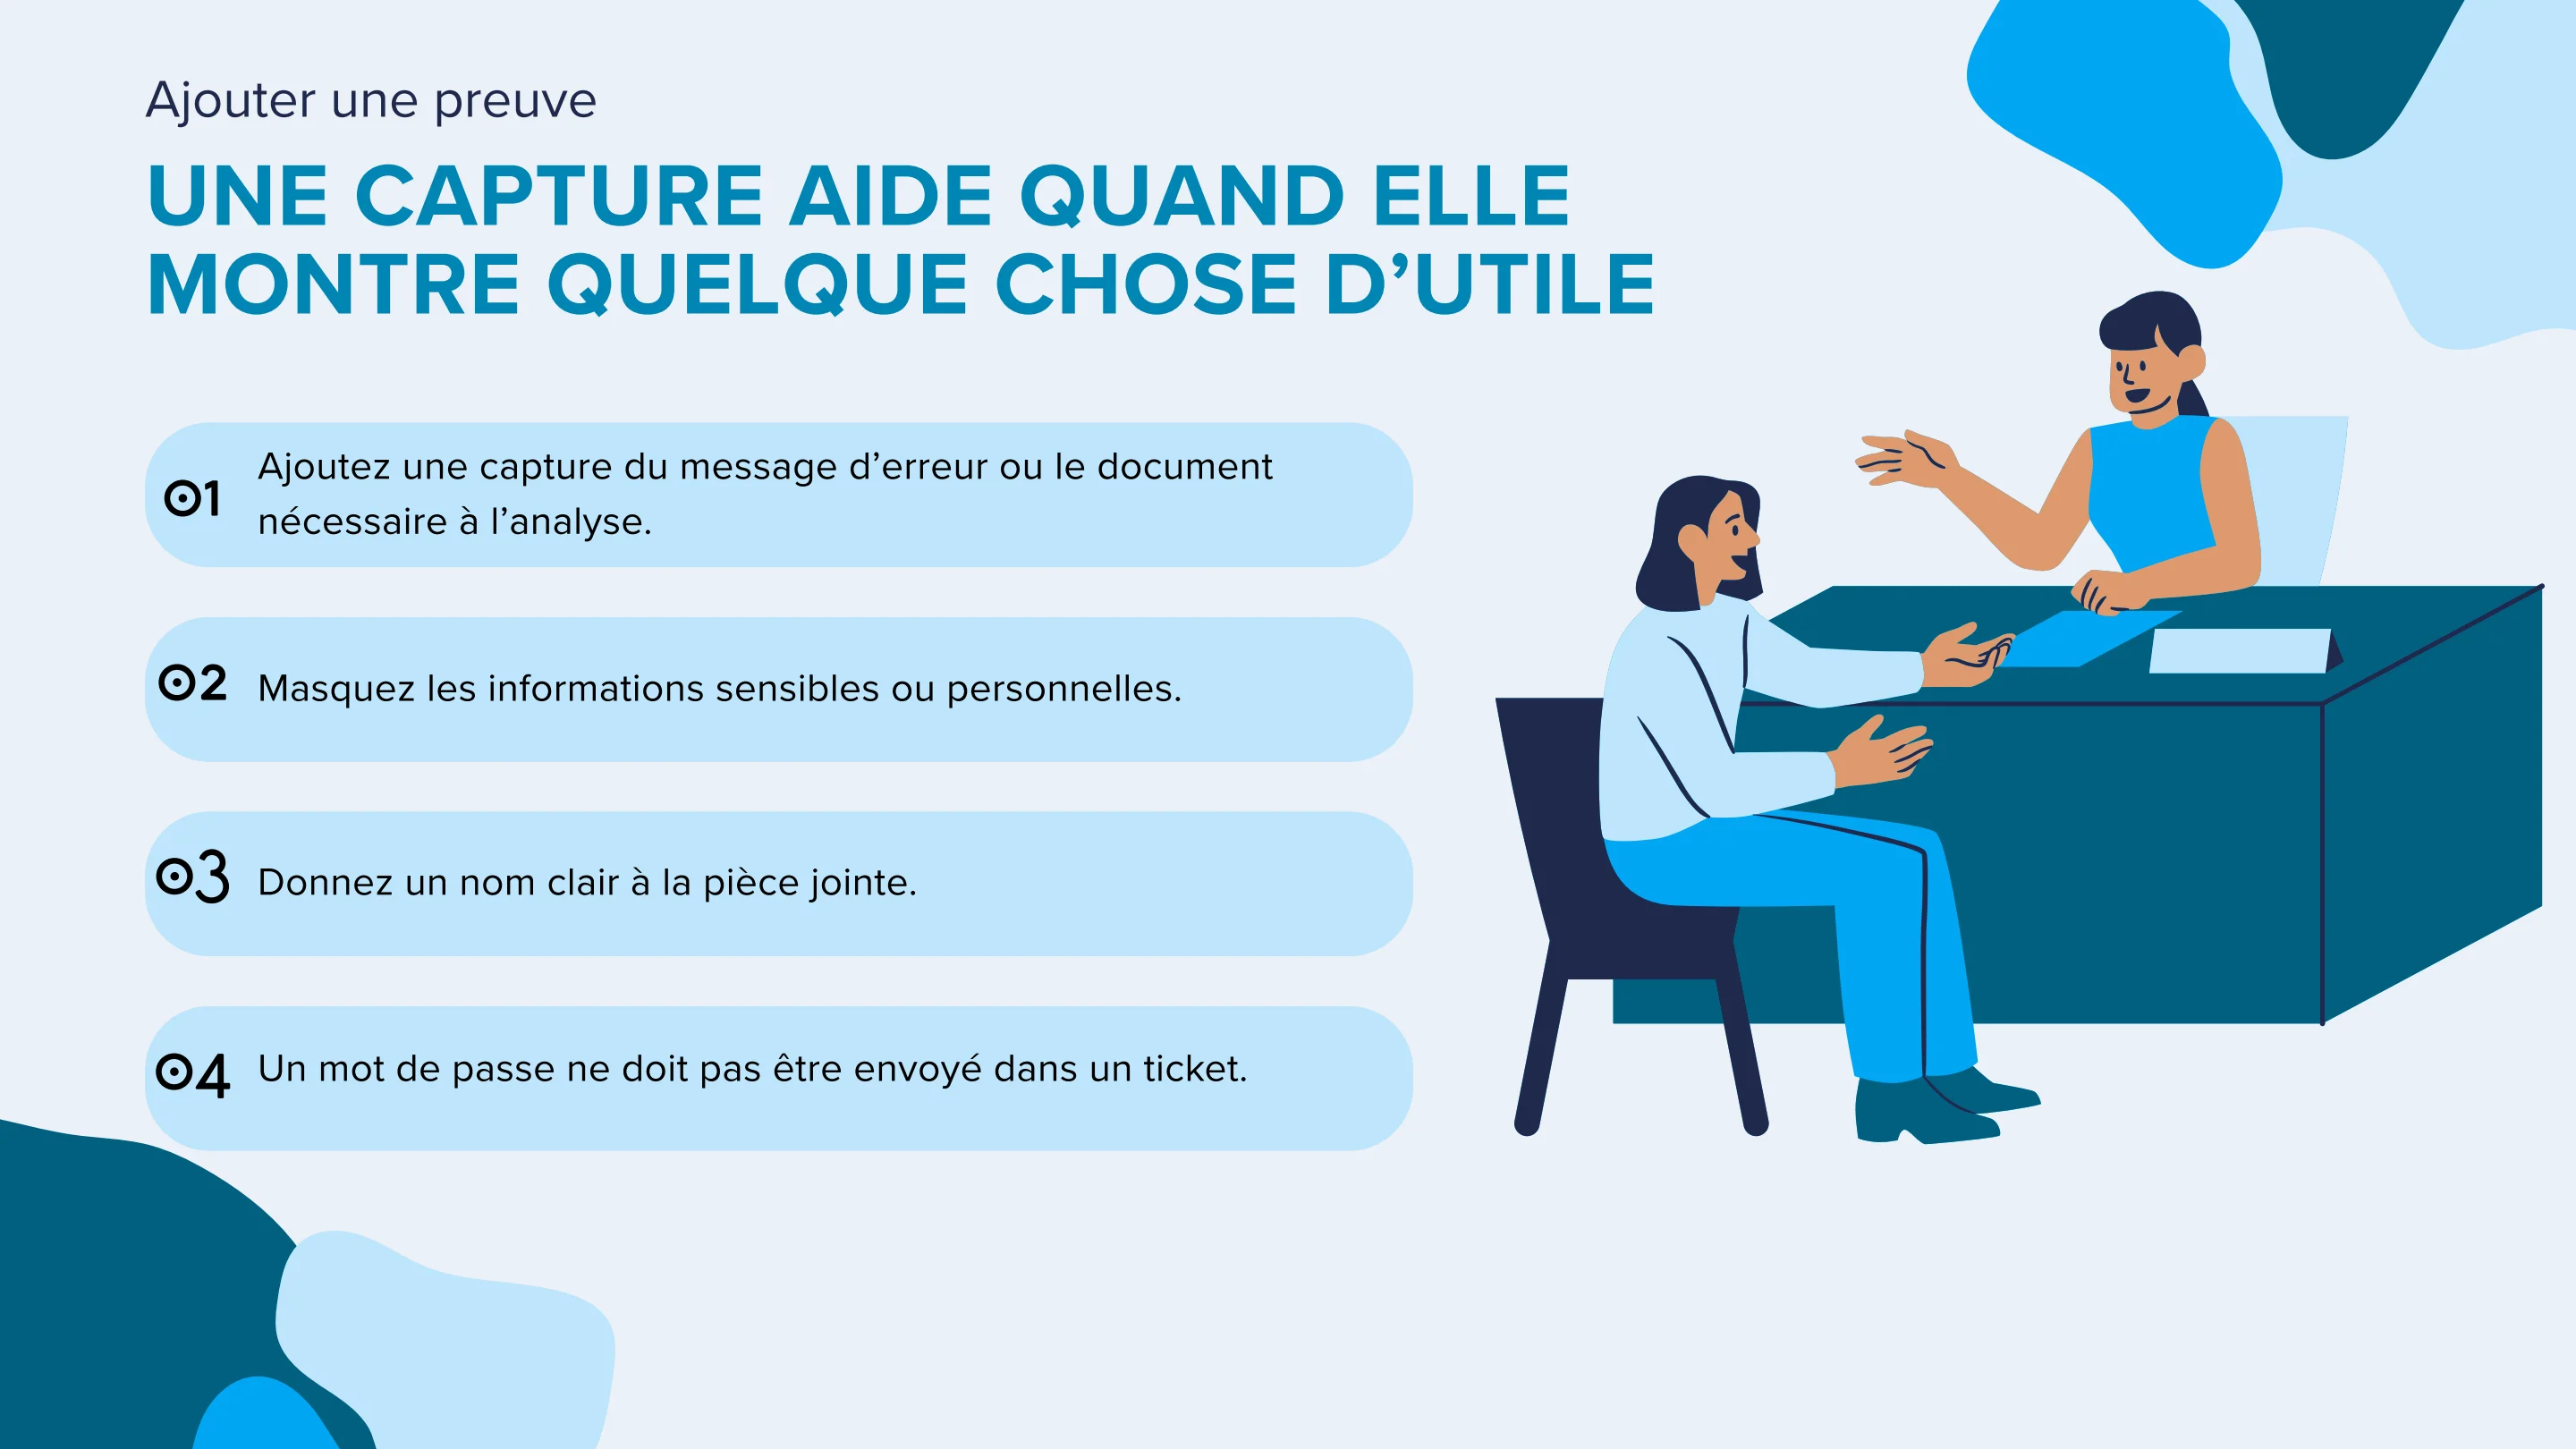 Ajouter une preuve
UNE CAPTURE AIDE QUAND ELLE
MONTRE QUELQUE CHOSE D’UTILE
01
Ajoutez une capture du message d’erreur ou le document
nécessaire à l’analyse.
02
Masquez les informations sensibles ou personnelles.
03
Donnez un nom clair à la pièce jointe.
04
Un mot de passe ne doit pas être envoyé dans un ticket.